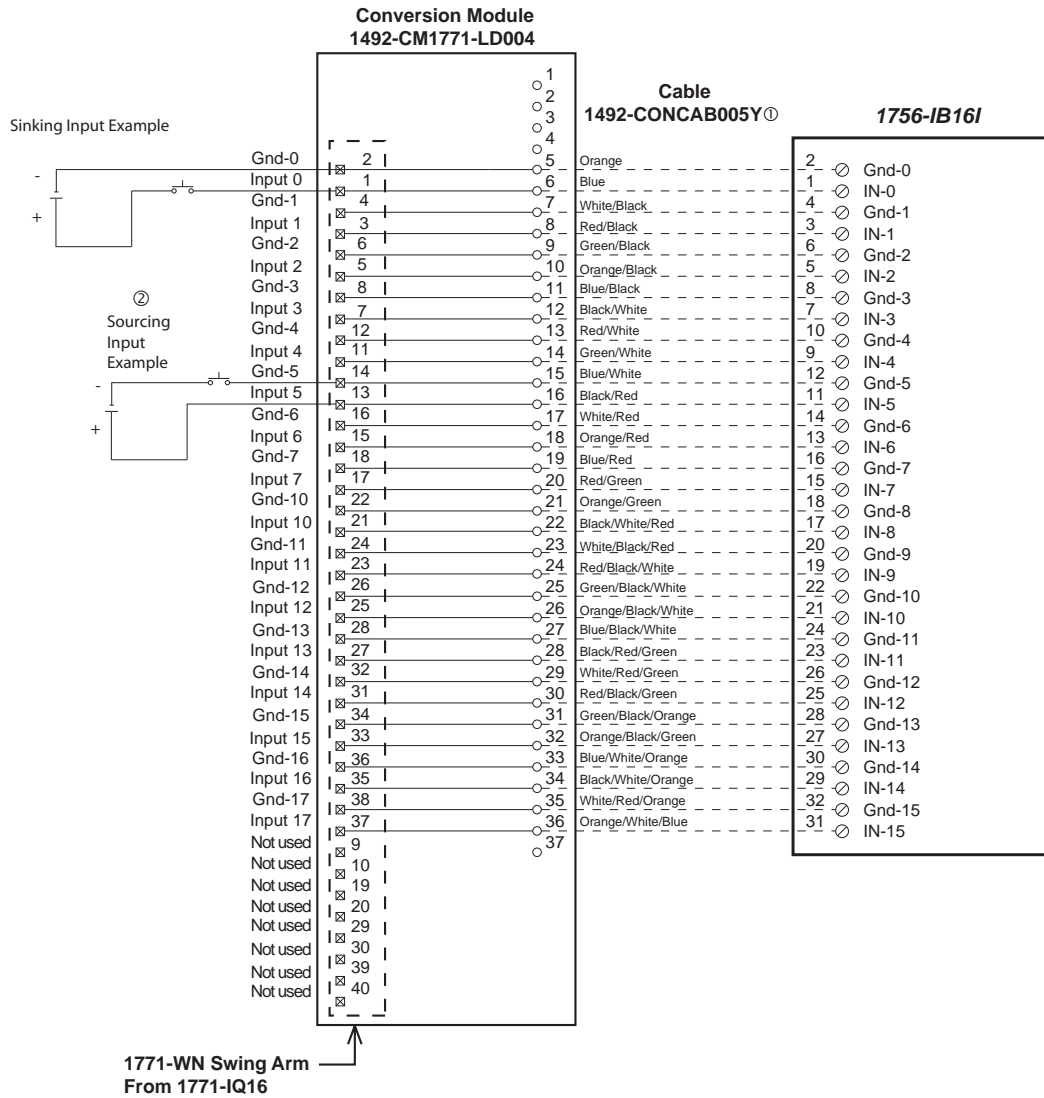 Conversion Module
1492-CM1771-LD004
Cable
1492-CONCAB005Y①
1756-IB16I
Sinking Input Example
-
+
②
Sourcing
Input
Example
-
+
1
2
3
4
Gnd-0 2 5 Orange 2 Gnd-0
Input 0 1 6 Blue 1 IN-0
Gnd-1 4 7 White/Black 4 Gnd-1
Input 1 3 8 Red/Black 3 IN-1
Gnd-2 6 9 Green/Black 6 Gnd-2
Input 2 5 10 Orange/Black 5 IN-2
Gnd-3 8 11 Blue/Black 8 Gnd-3
Input 3 7 12 Black/White 7 IN-3
Gnd-4 12 13 Red/White 10 Gnd-4
Input 4 11 14 Green/White 9 IN-4
Gnd-5 14 15 Blue/White 12 Gnd-5
Input 5 13 16 Black/Red 11 IN-5
Gnd-6 16 17 White/Red 14 Gnd-6
Input 6 15 18 Orange/Red 13 IN-6
Gnd-7 18 19 Blue/Red 16 Gnd-7
Input 7 17 20 Red/Green 15 IN-7
Gnd-10 22 21 Orange/Green 18 Gnd-8
Input 10 21 22 Black/White/Red 17 IN-8
Gnd-11 24 23 White/Black/Red 20 Gnd-9
Input 11 23 24 Red/Black/White 19 IN-9
Gnd-12 26 25 Green/Black/White 22 Gnd-10
Input 12 25 26 Orange/Black/White 21 IN-10
Gnd-13 28 27 Blue/Black/White 24 Gnd-11
Input 13 27 28 Black/Red/Green 23 IN-11
Gnd-14 32 29 White/Red/Green 26 Gnd-12
Input 14 31 30 Red/Black/Green 25 IN-12
Gnd-15 34 31 Green/Black/Orange 28 Gnd-13
Input 15 33 32 Orange/Black/Green 27 IN-13
Gnd-16 36 33 Blue/White/Orange 30 Gnd-14
Input 16 35 34 Black/White/Orange 29 IN-14
Gnd-17 38 35 White/Red/Orange 32 Gnd-15
Input 17 37 36 Orange/White/Blue 31 IN-15
Not used 9 37
Not used 10
Not used 19
Not used 20
Not used 29
Not used 30
Not used 39
Not used 40
1771-WN Swing Arm
From 1771-IQ16